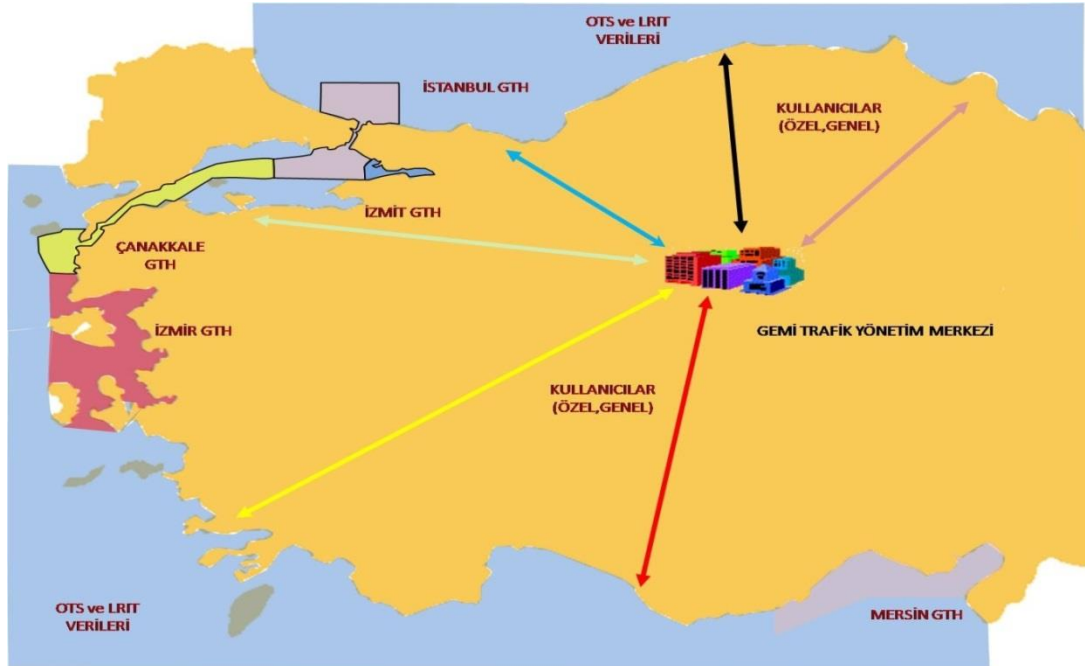 OTS ve LRIT
VERİLERİ
İSTANBUL GTH
KULLANICILAR
(ÖZEL,GENEL)
İZMİT GTH
ÇANAKKALE
GTH
İZMİR GTH
GEMİ TRAFİK YÖNETİM MERKEZİ
KULLANICILAR
(ÖZEL,GENEL)
OTS ve LRIT
VERİLERİ
MERSİN GTH